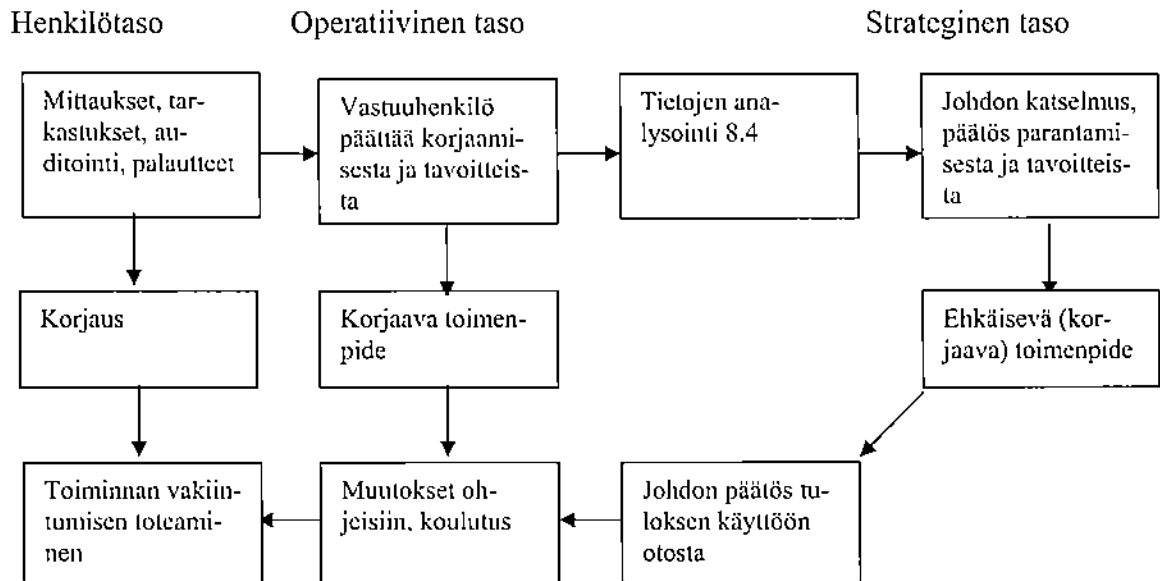 Henkilötaso
Operatiivinen taso
Strateginen taso
Mittaukset, tar-
kastukset, au-
ditointi, palautteet
Vastuuhenkilö
päättää korjaami-
sesta ja tavoitteis-
ta
Tietojen ana-
lysointi 8.4
Johdon katselmus,
päätös parantami-
sesta ja tavoitteis-
ta
Korjaus
Korjaava toimen-
pide
Ehkäisevä (kor-
jaava) toimenpide
Toiminnan vakiin-
tumisen toteami-
nen
Muutokset oh-
jeisiin, koulutus
Johdon päätös tu-
loksen käyttöön
otosta